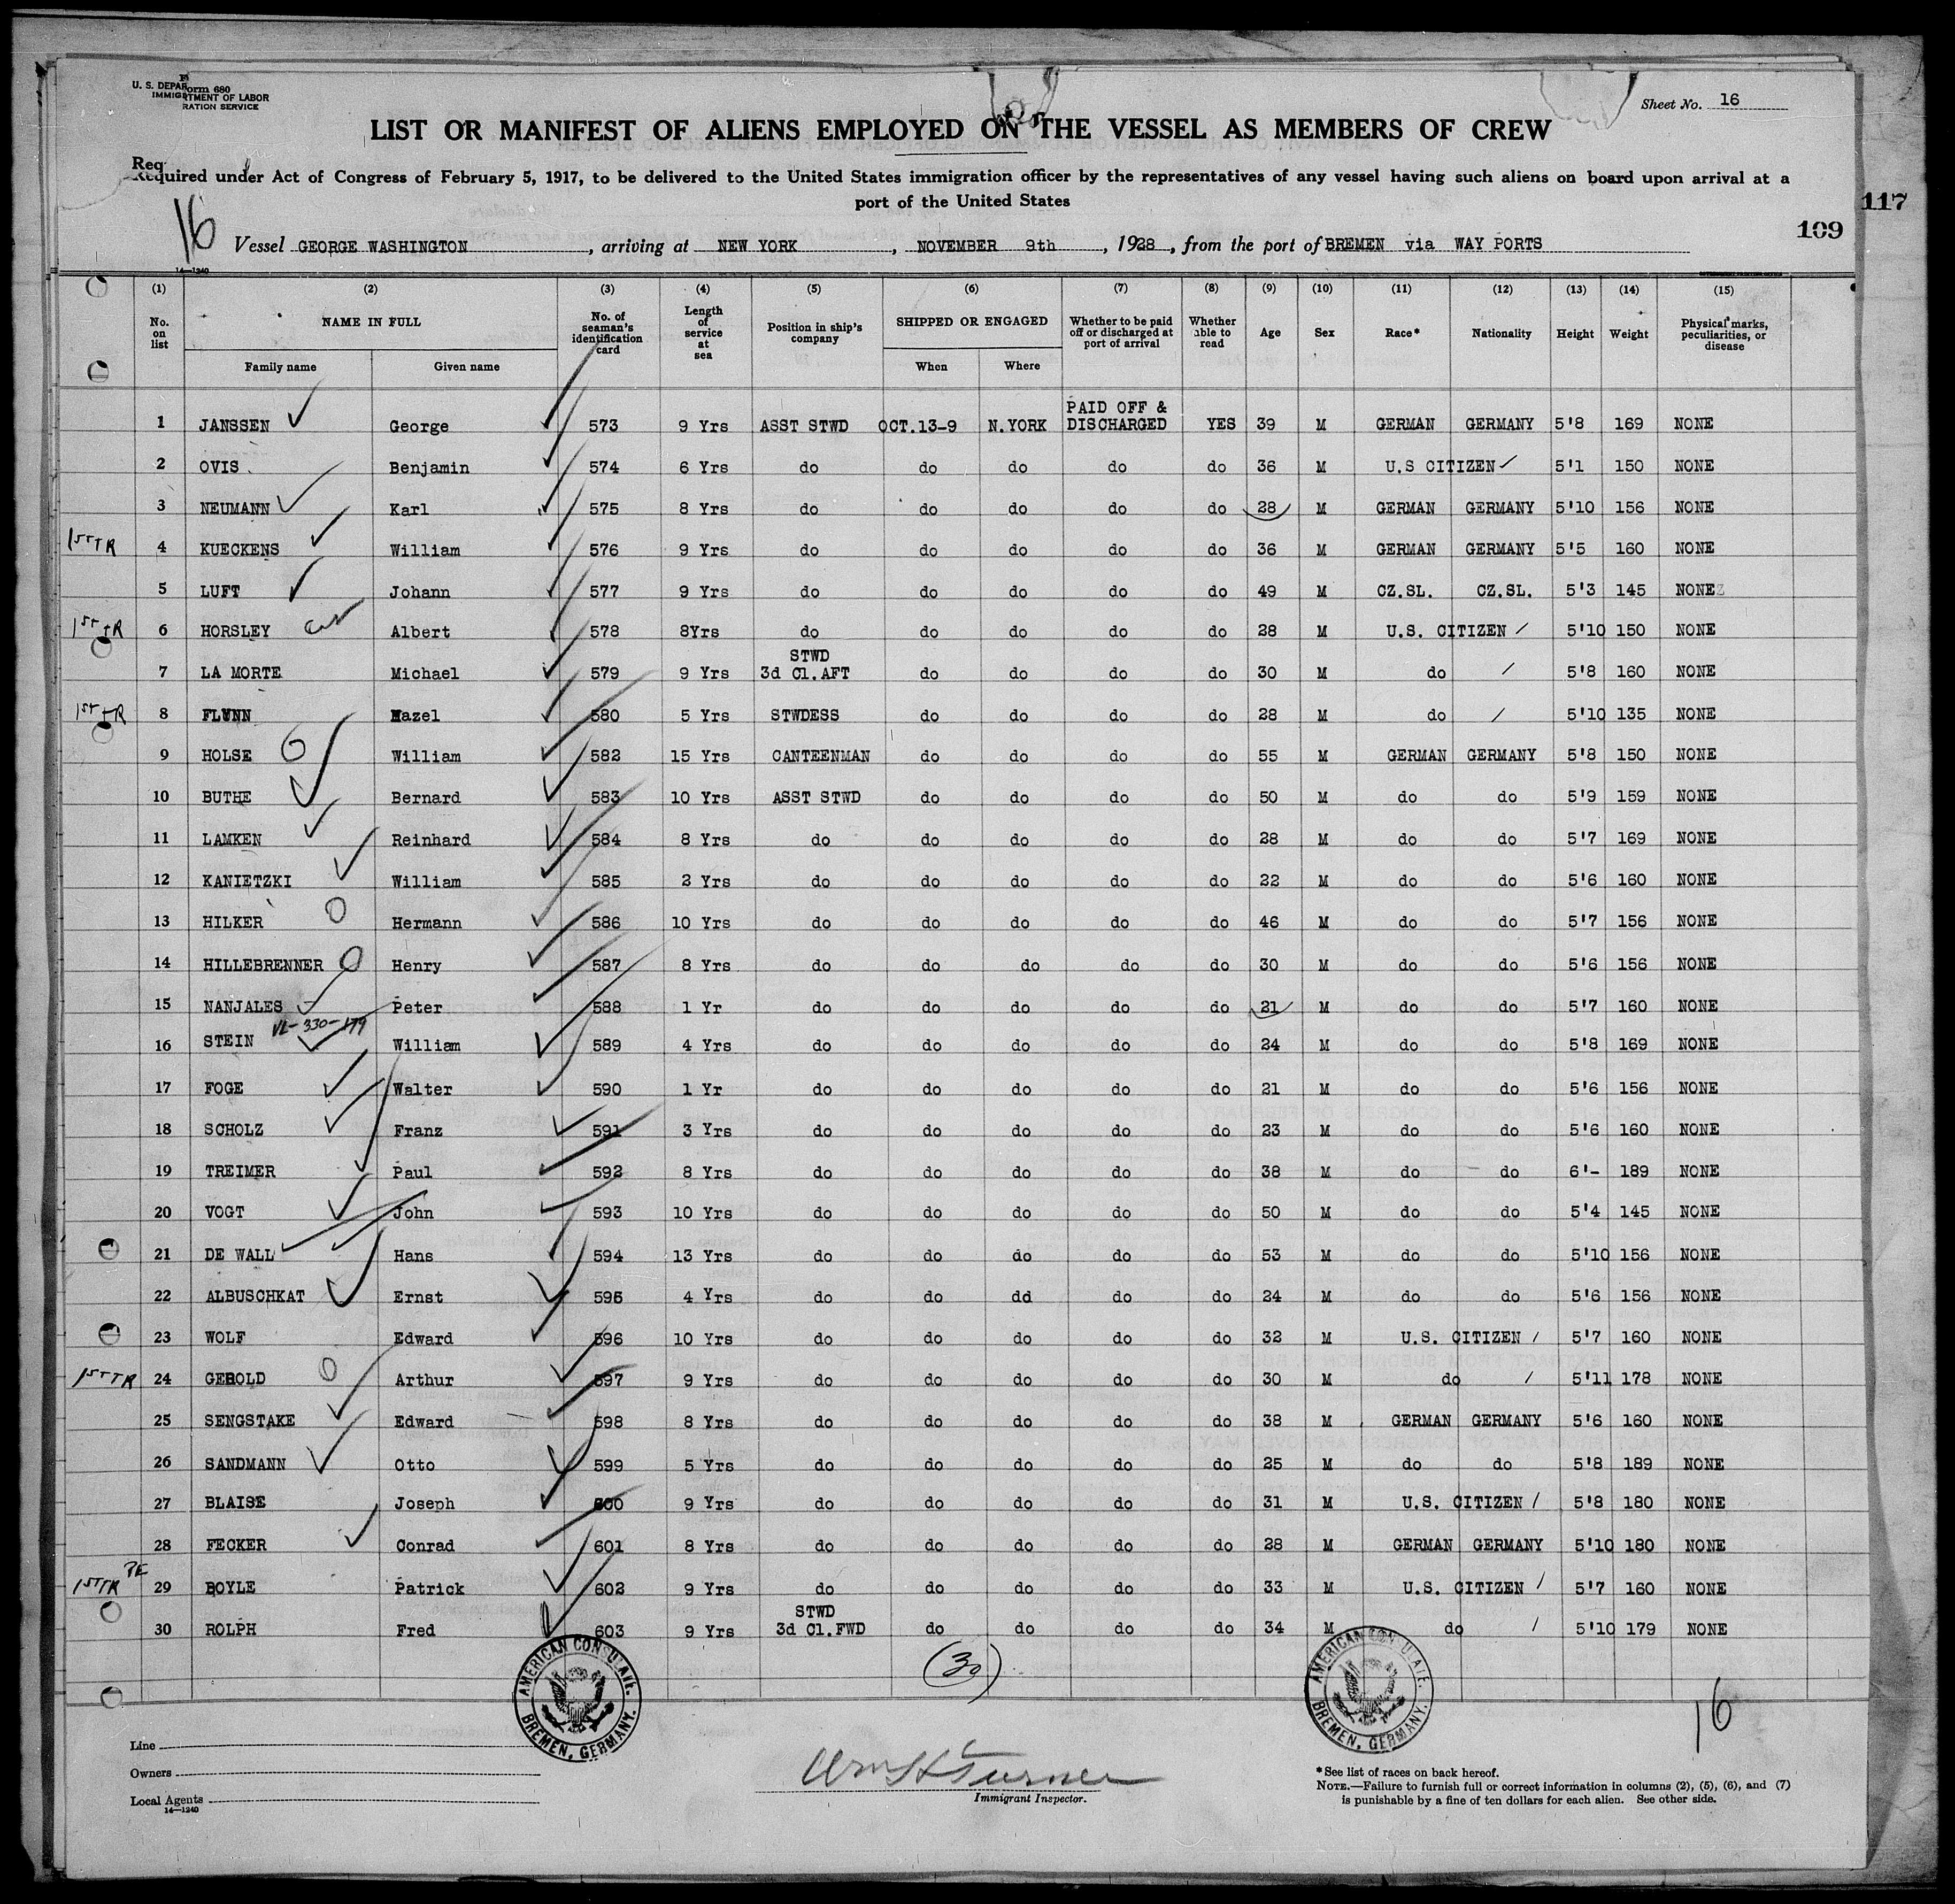 Form 680
U. S. DEPARTMENT OF LABOR
IMMIGRATION SERVICE
Sheet No. 16
LIST OR MANIFEST OF ALIENS EMPLOYED ON THE VESSEL AS MEMBERS OF CREW
Required under Act of Congress of February 5, 1917, to be delivered to the United States immigration officer by the representatives of any vessel having such aliens on board upon arrival at a
port of the United States
117
109
16
Vessel GEORGE WASHINGTON, arriving at NEW YORK, NOVEMBER 9th, 1928, from the port of BREMEN via WAY PORTS
14—1240
(1) (2) (3) (4) (5) (6) (7) (8) (9) (10) (11) (12) (13) (14) (15)
No. on list NAME IN FULL No. of seaman's identification card Length of service at sea Position in ship's company SHIPPED OR ENGAGED Whether to be paid off or discharged at port of arrival Whether able to read Age Sex Race* Nationality Height Weight Physical marks, peculiarities, or disease
Family name Given name When Where
1 JANSSEN George 573 9 Yrs ASST STWD OCT.13-9 N.YORK PAID OFF & DISCHARGED YES 39 M GERMAN GERMANY 5'8 169 NONE
2 OVIS Benjamin 574 6 Yrs do do do do do 36 M U.S CITIZEN 5'1 150 NONE
3 NEUMANN Karl 575 8 Yrs do do do do do 28 M GERMAN GERMANY 5'10 156 NONE
1st TR 4 KUECKENS William 576 9 Yrs do do do do do 36 M GERMAN GERMANY 5'5 160 NONE
5 LUFT Johann 577 9 Yrs do do do do do 49 M CZ.SL. CZ.SL. 5'3 145 NONE
1st TR 6 HORSLEY Albert 578 8Yrs do do do do do 28 M U.S. CITIZEN 5'10 150 NONE
7 LA MORTE Michael 579 9 Yrs STWD 3d Cl.AFT do do do do 30 M do 5'8 160 NONE
1st TR 8 FLYNN Hazel 580 5 Yrs STWDESS do do do do 28 M do 5'10 135 NONE
9 HOLSE William 582 15 Yrs CANTEENMAN do do do do 55 M GERMAN GERMANY 5'8 150 NONE
10 BUTHE Bernard 583 10 Yrs ASST STWD do do do do 50 M do do 5'9 159 NONE
11 LAMKEN Reinhard 584 8 Yrs do do do do do 28 M do do 5'7 169 NONE
12 KANIETZKI William 585 2 Yrs do do do do do 22 M do do 5'6 160 NONE
13 HILKER Hermann 586 10 Yrs do do do do do 46 M do do 5'7 156 NONE
14 HILLEBRENNER Henry 587 8 Yrs do do do do do 30 M do do 5'6 156 NONE
15 NANJALES Peter 588 1 Yr do do do do do 21 M do do 5'7 160 NONE
VL-330-179
16 STEIN William 589 4 Yrs do do do do do 24 M do do 5'8 169 NONE
17 FOGE Walter 590 1 Yr do do do do do 21 M do do 5'6 156 NONE
18 SCHOLZ Franz 591 3 Yrs do do do do do 23 M do do 5'6 160 NONE
19 TREIMER Paul 592 8 Yrs do do do do do 38 M do do 6'- 189 NONE
20 VOGT John 593 10 Yrs do do do do do 50 M do do 5'4 145 NONE
21 DE WALL Hans 594 13 Yrs do do do do do 53 M do do 5'10 156 NONE
22 ALBUSCHKAT Ernst 595 4 Yrs do do dd do do 24 M do do 5'6 156 NONE
23 WOLF Edward 596 10 Yrs do do do do do 32 M U.S. CITIZEN 5'7 160 NONE
1st TR 24 GEROLD Arthur 597 9 Yrs do do do do do 30 M do 5'11 178 NONE
25 SENGSTAKE Edward 598 8 Yrs do do do do do 38 M GERMAN GERMANY 5'6 160 NONE
26 SANDMANN Otto 599 5 Yrs do do do do do 25 M do do 5'8 189 NONE
27 BLAISE Joseph 600 9 Yrs do do do do do 31 M U.S. CITIZEN 5'8 180 NONE
28 FECKER Conrad 601 8 Yrs do do do do do 28 M GERMAN GERMANY 5'10 180 NONE
1st TR 29 BOYLE Patrick 602 9 Yrs do do do do do 33 M U.S. CITIZEN 5'7 160 NONE
30 ROLPH Fred 603 9 Yrs STWD 3d Cl.FWD do do do do 34 M do 5'10 179 NONE
(30)
AMERICAN CONSULATE. BREMEN, GERMANY.
AMERICAN CONSULATE. BREMEN, GERMANY.
16
Line
Owners
Local Agents
14—1240
Wm H Turner
Immigrant Inspector.
*See list of races on back hereof.
NOTE.—Failure to furnish full or correct information in columns (2), (5), (6), and (7)
is punishable by a fine of ten dollars for each alien. See other side.